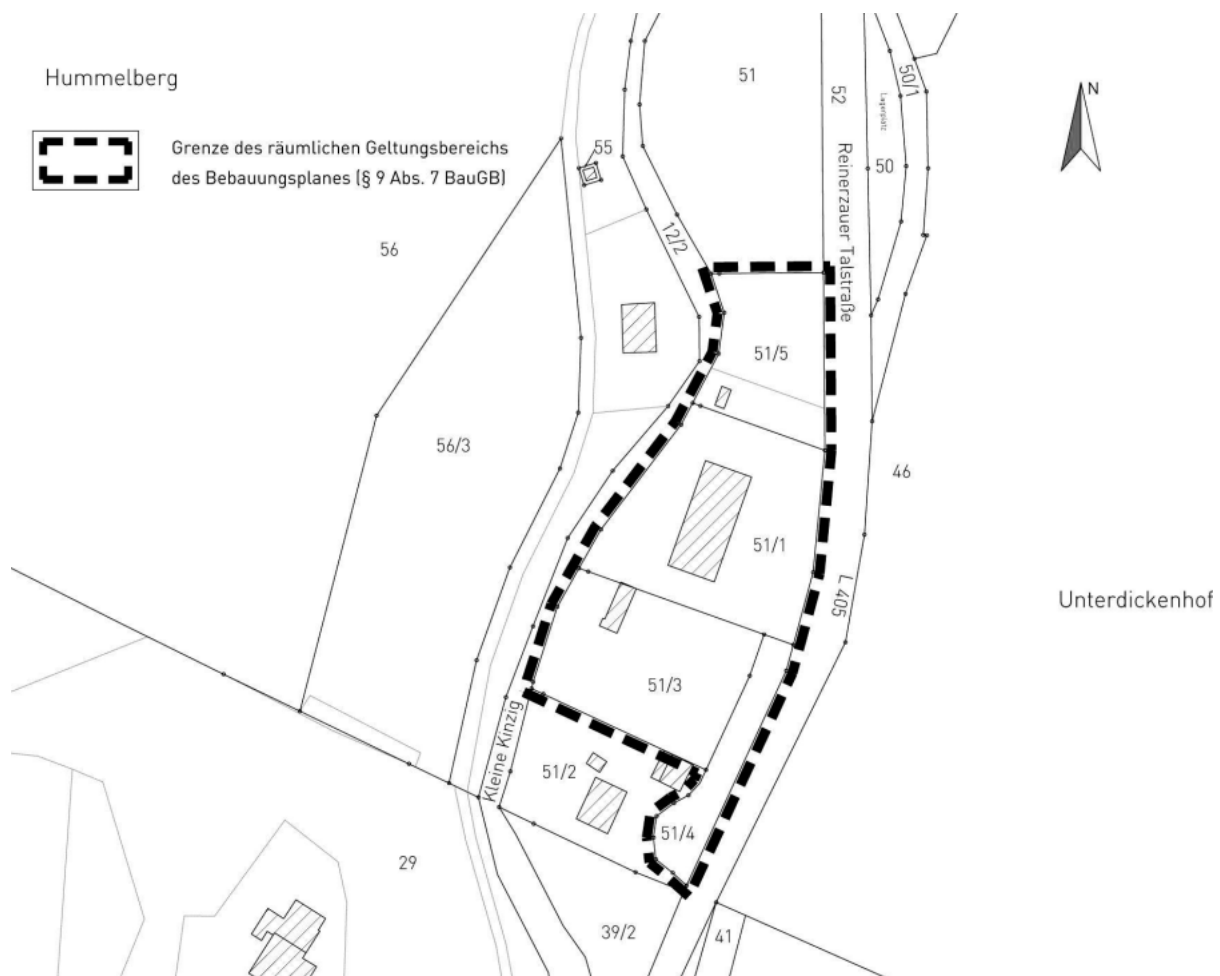 Hummelberg
Grenze des räumlichen Geltungsbereichs
des Bebauungsplanes (§ 9 Abs. 7 BauGB)
N
51
52
50/1
Lagerplatz
50
55
56
12/2
Reinerzauer Talstraße
51/5
56/3
46
51/1
L 405
Unterdickenhof
51/3
Kleine Kinzig
51/2
51/4
29
39/2
41